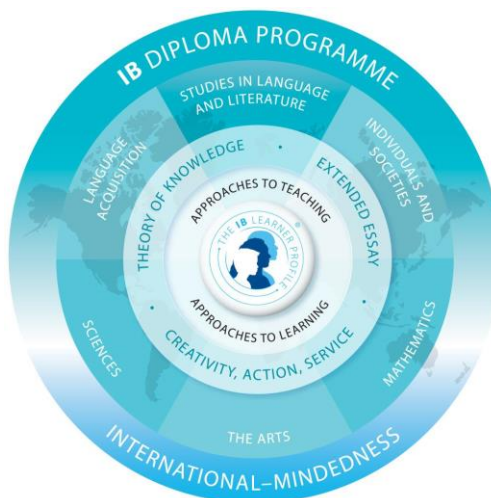 IB DIPLOMA PROGRAMME
STUDIES IN LANGUAGE
AND LITERATURE
LANGUAGE
ACQUISITION
INDIVIDUALS AND
SOCIETIES
THEORY OF KNOWLEDGE
·
EXTENDED ESSAY
APPROACHES TO TEACHING
THE IB LEARNER PROFILE
®
APPROACHES TO LEARNING
·
CREATIVITY, ACTION, SERVICE
·
SCIENCES
MATHEMATICS
THE ARTS
INTERNATIONAL–MINDEDNESS